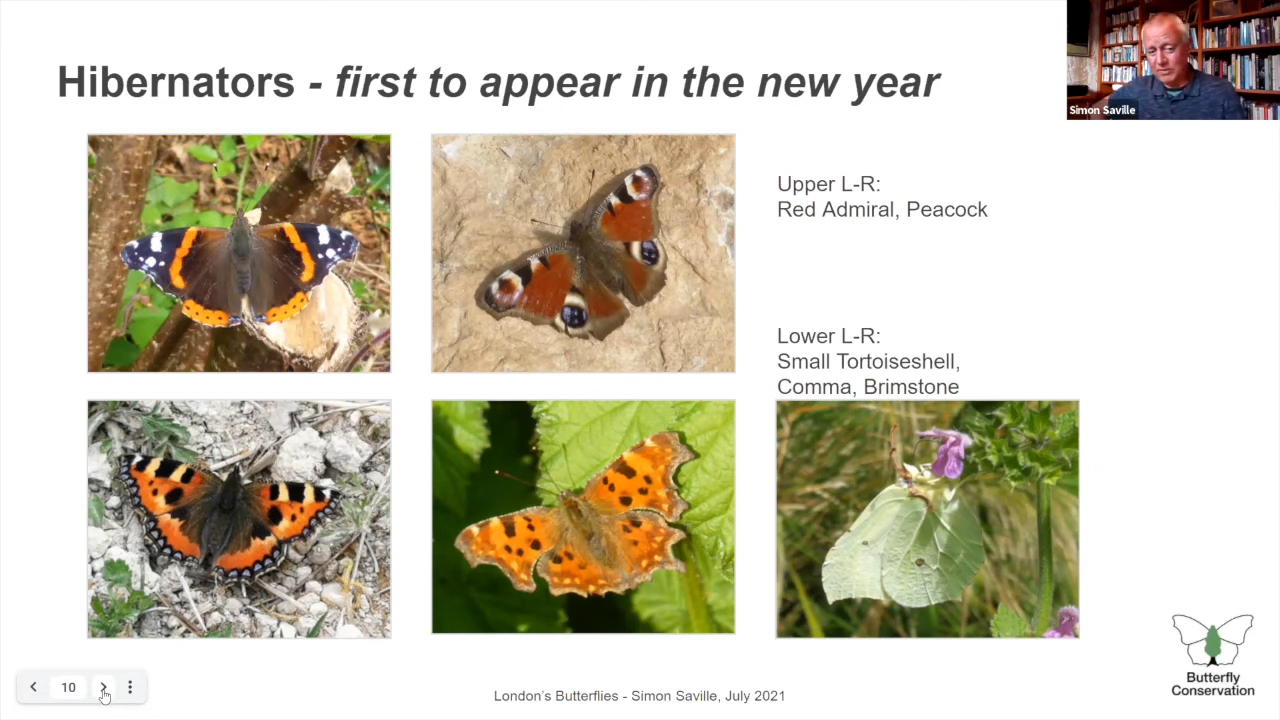 Hibernators - first to appear in the new year
Simon Saville
Upper L-R:
Red Admiral, Peacock
Lower L-R:
Small Tortoiseshell,
Comma, Brimstone
10
London's Butterflies - Simon Saville, July 2021
Butterfly
Conservation